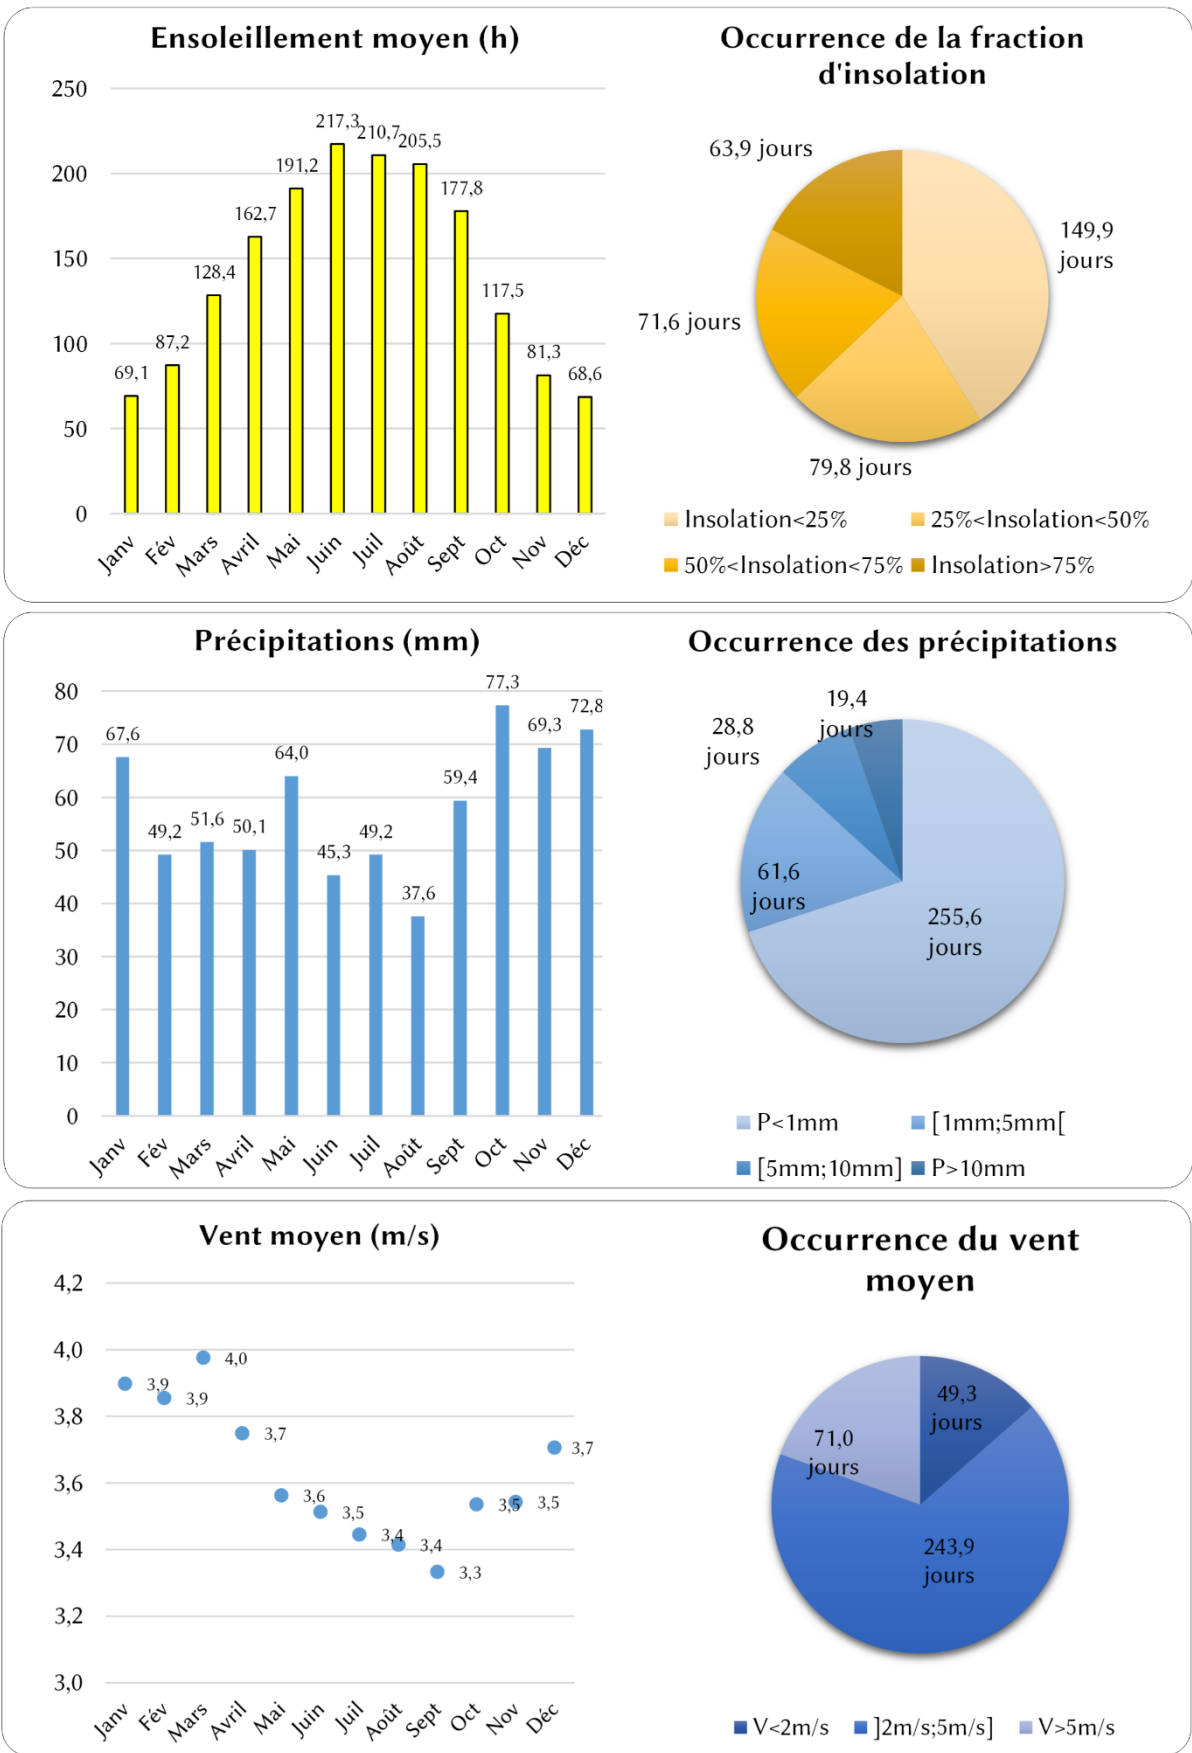 Ensoleillement moyen (h)
250
200
150
100
50
0
69,1
87,2
128,4
162,7
191,2
217,3
210,7
205,5
177,8
117,5
81,3
68,6
Janv
Fév
Mars
Avril
Mai
Juin
Juil
Août
Sept
Oct
Nov
Déc
Occurrence de la fraction
d'insolation
63,9 jours
149,9
jours
71,6 jours
79,8 jours
Insolation<25%
25%<Insolation<50%
50%<Insolation<75%
Insolation>75%
Précipitations (mm)
80
70
60
50
40
30
20
10
0
67,6
49,2
51,6
50,1
64,0
45,3
49,2
37,6
59,4
77,3
69,3
72,8
Janv
Fév
Mars
Avril
Mai
Juin
Juil
Août
Sept
Oct
Nov
Déc
Occurrence des précipitations
19,4
jours
28,8
jours
61,6
jours
255,6
jours
P<1mm
[1mm;5mm[
[5mm;10mm]
P>10mm
Vent moyen (m/s)
4,2
4,0
3,8
3,6
3,4
3,2
3,0
3,9
3,9
4,0
3,7
3,6
3,5
3,4
3,4
3,3
3,5
3,5
3,7
Janv
Fév
Mars
Avril
Mai
Juin
Juil
Août
Sept
Oct
Nov
Déc
Occurrence du vent
moyen
49,3
jours
71,0
jours
243,9
jours
V<2m/s
]2m/s;5m/s]
V>5m/s